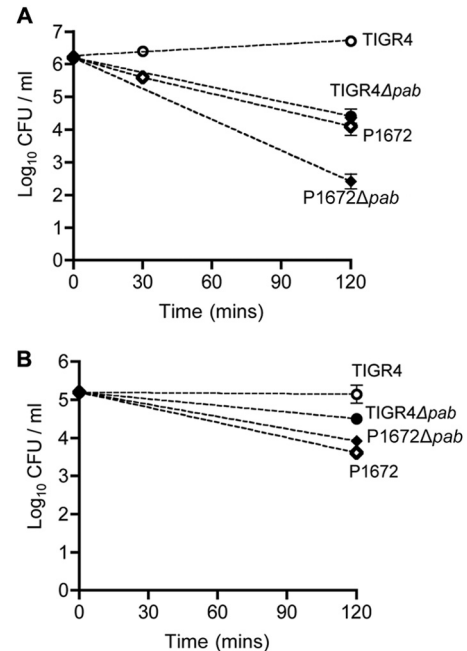 A
7
6
5
4
3
2
1
0
Log10 CFU / ml
TIGR4
TIGR4Δpab
P1672
P1672Δpab
0 30 60 90 120
Time (mins)
B
6
5
4
3
2
1
0
Log10 CFU / ml
TIGR4
TIGR4Δpab
P1672Δpab
P1672
0 30 60 90 120
Time (mins)